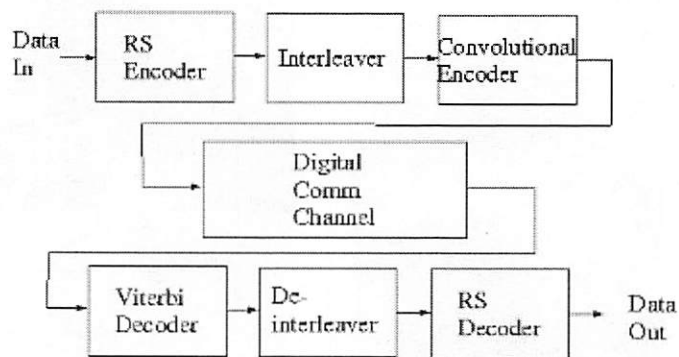 Data
In
RS
Encoder
Interleaver
Convolutional
Encoder
Digital
Comm
Channel
Viterbi
Decoder
De-
interleaver
RS
Decoder
Data
Out